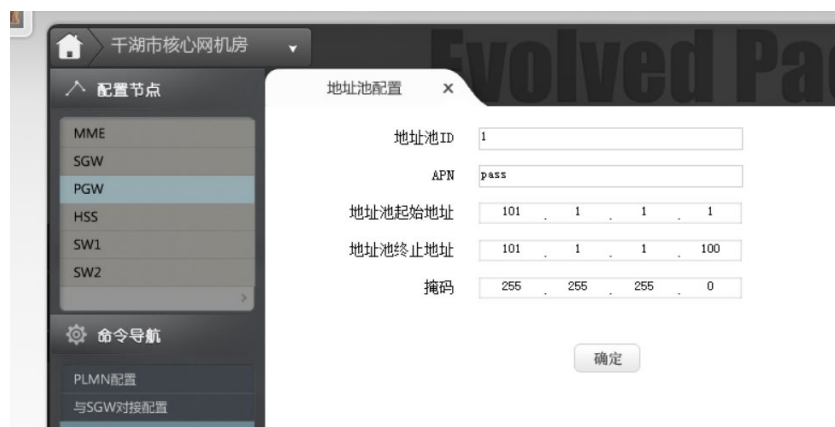 千湖市核心网机房
Evolved Pac
配置节点
地址池配置 x
MME
SGW
PGW
HSS
SW1
SW2
地址池ID 1
APN pass
地址池起始地址 101 . 1 . 1 . 1
地址池终止地址 101 . 1 . 1 . 100
掩码 255 . 255 . 255 . 0
确定
命令导航
PLMN配置
与SGW对接配置